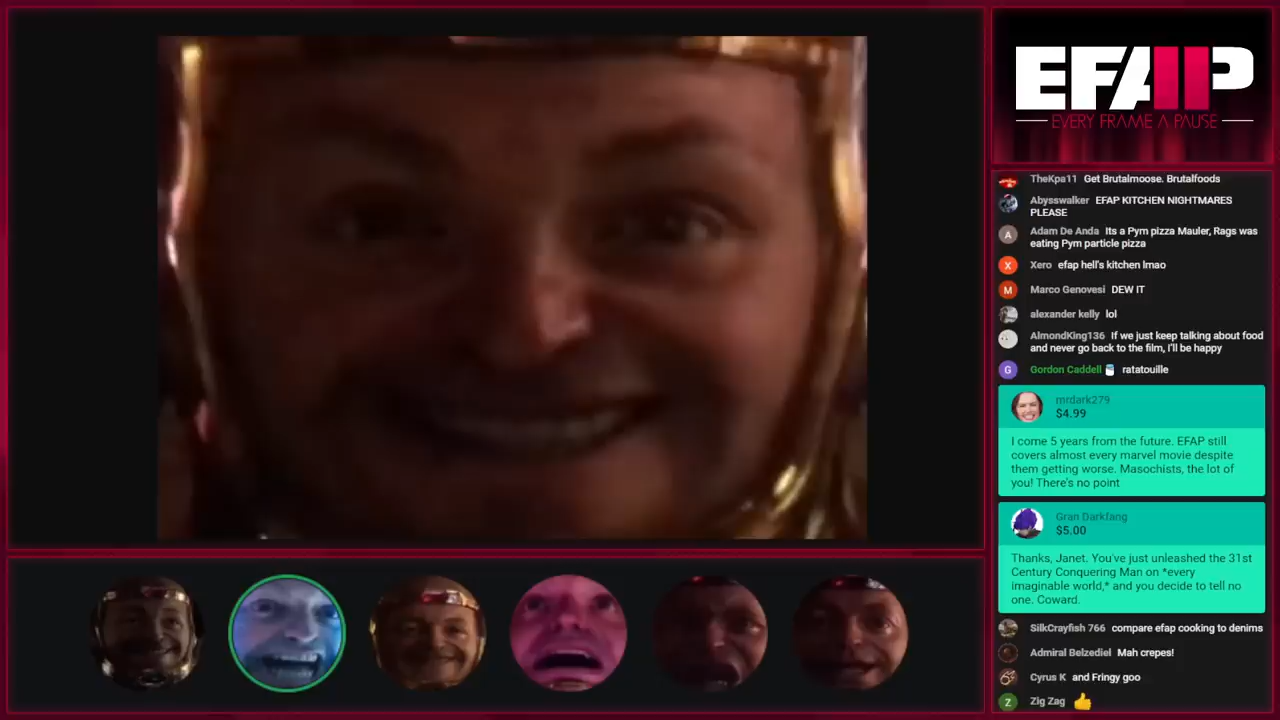 EFAP
EVERY FRAME A PAUSE
TheKpa11 Get Brutalmoose. Brutalfoods
Abysswalker EFAP KITCHEN NIGHTMARES
PLEASE
A
Adam De Anda Its a Pym pizza Mauler, Rags was
eating Pym particle pizza
X
Xero efap hell's kitchen lmao
M
Marco Genovesi DEW IT
alexander kelly lol
AlmondKing136 If we just keep talking about food
and never go back to the film, I'll be happy
G
Gordon Caddell ratatouille
mrdark279
$4.99
I come 5 years from the future. EFAP still
covers almost every marvel movie despite
them getting worse. Masochists, the lot of
you! There's no point
Gran Darkfang
$5.00
Thanks, Janet. You've just unleashed the 31st
Century Conquering Man on *every
imaginable world,* and you decide to tell no
one. Coward.
SilkCrayfish 766 compare efap cooking to denims
Admiral Belzediel Mah crepes!
Cyrus K and Fringy goo
Z
Zig Zag